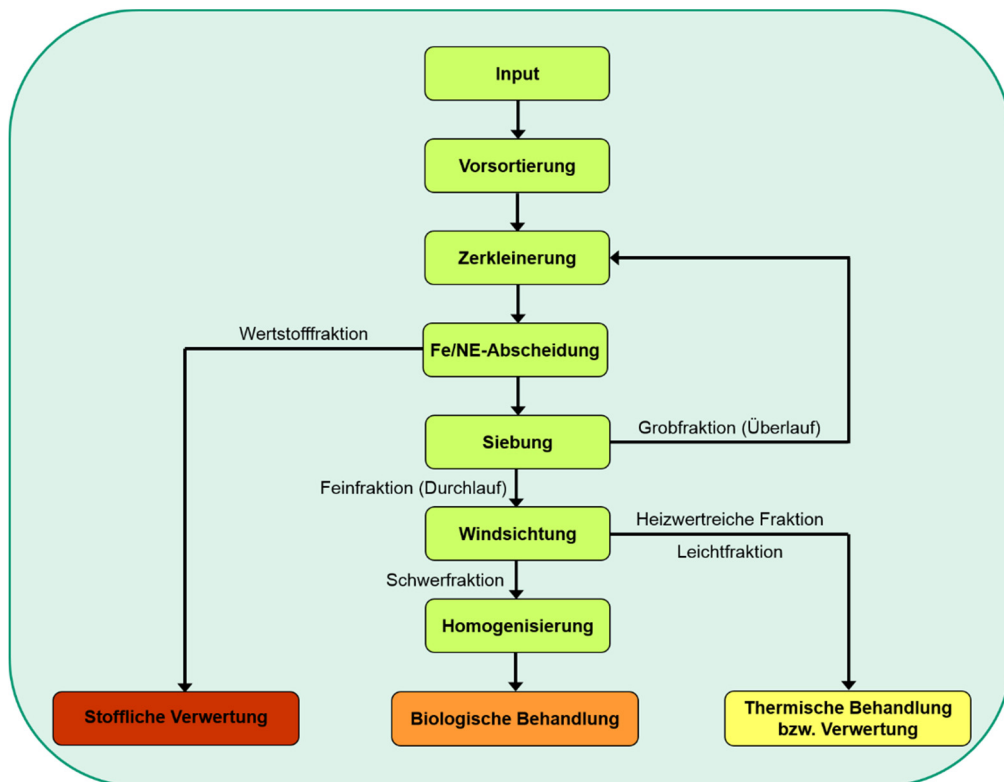 Input
Vorsortierung
Zerkleinerung
Wertstofffraktion
Fe/NE-Abscheidung
Siebung
Grobfraktion (Überlauf)
Feinfraktion (Durchlauf)
Windsichtung
Heizwertreiche Fraktion
Leichtfraktion
Schwerfraktion
Homogenisierung
Stoffliche Verwertung
Biologische Behandlung
Thermische Behandlung
bzw. Verwertung